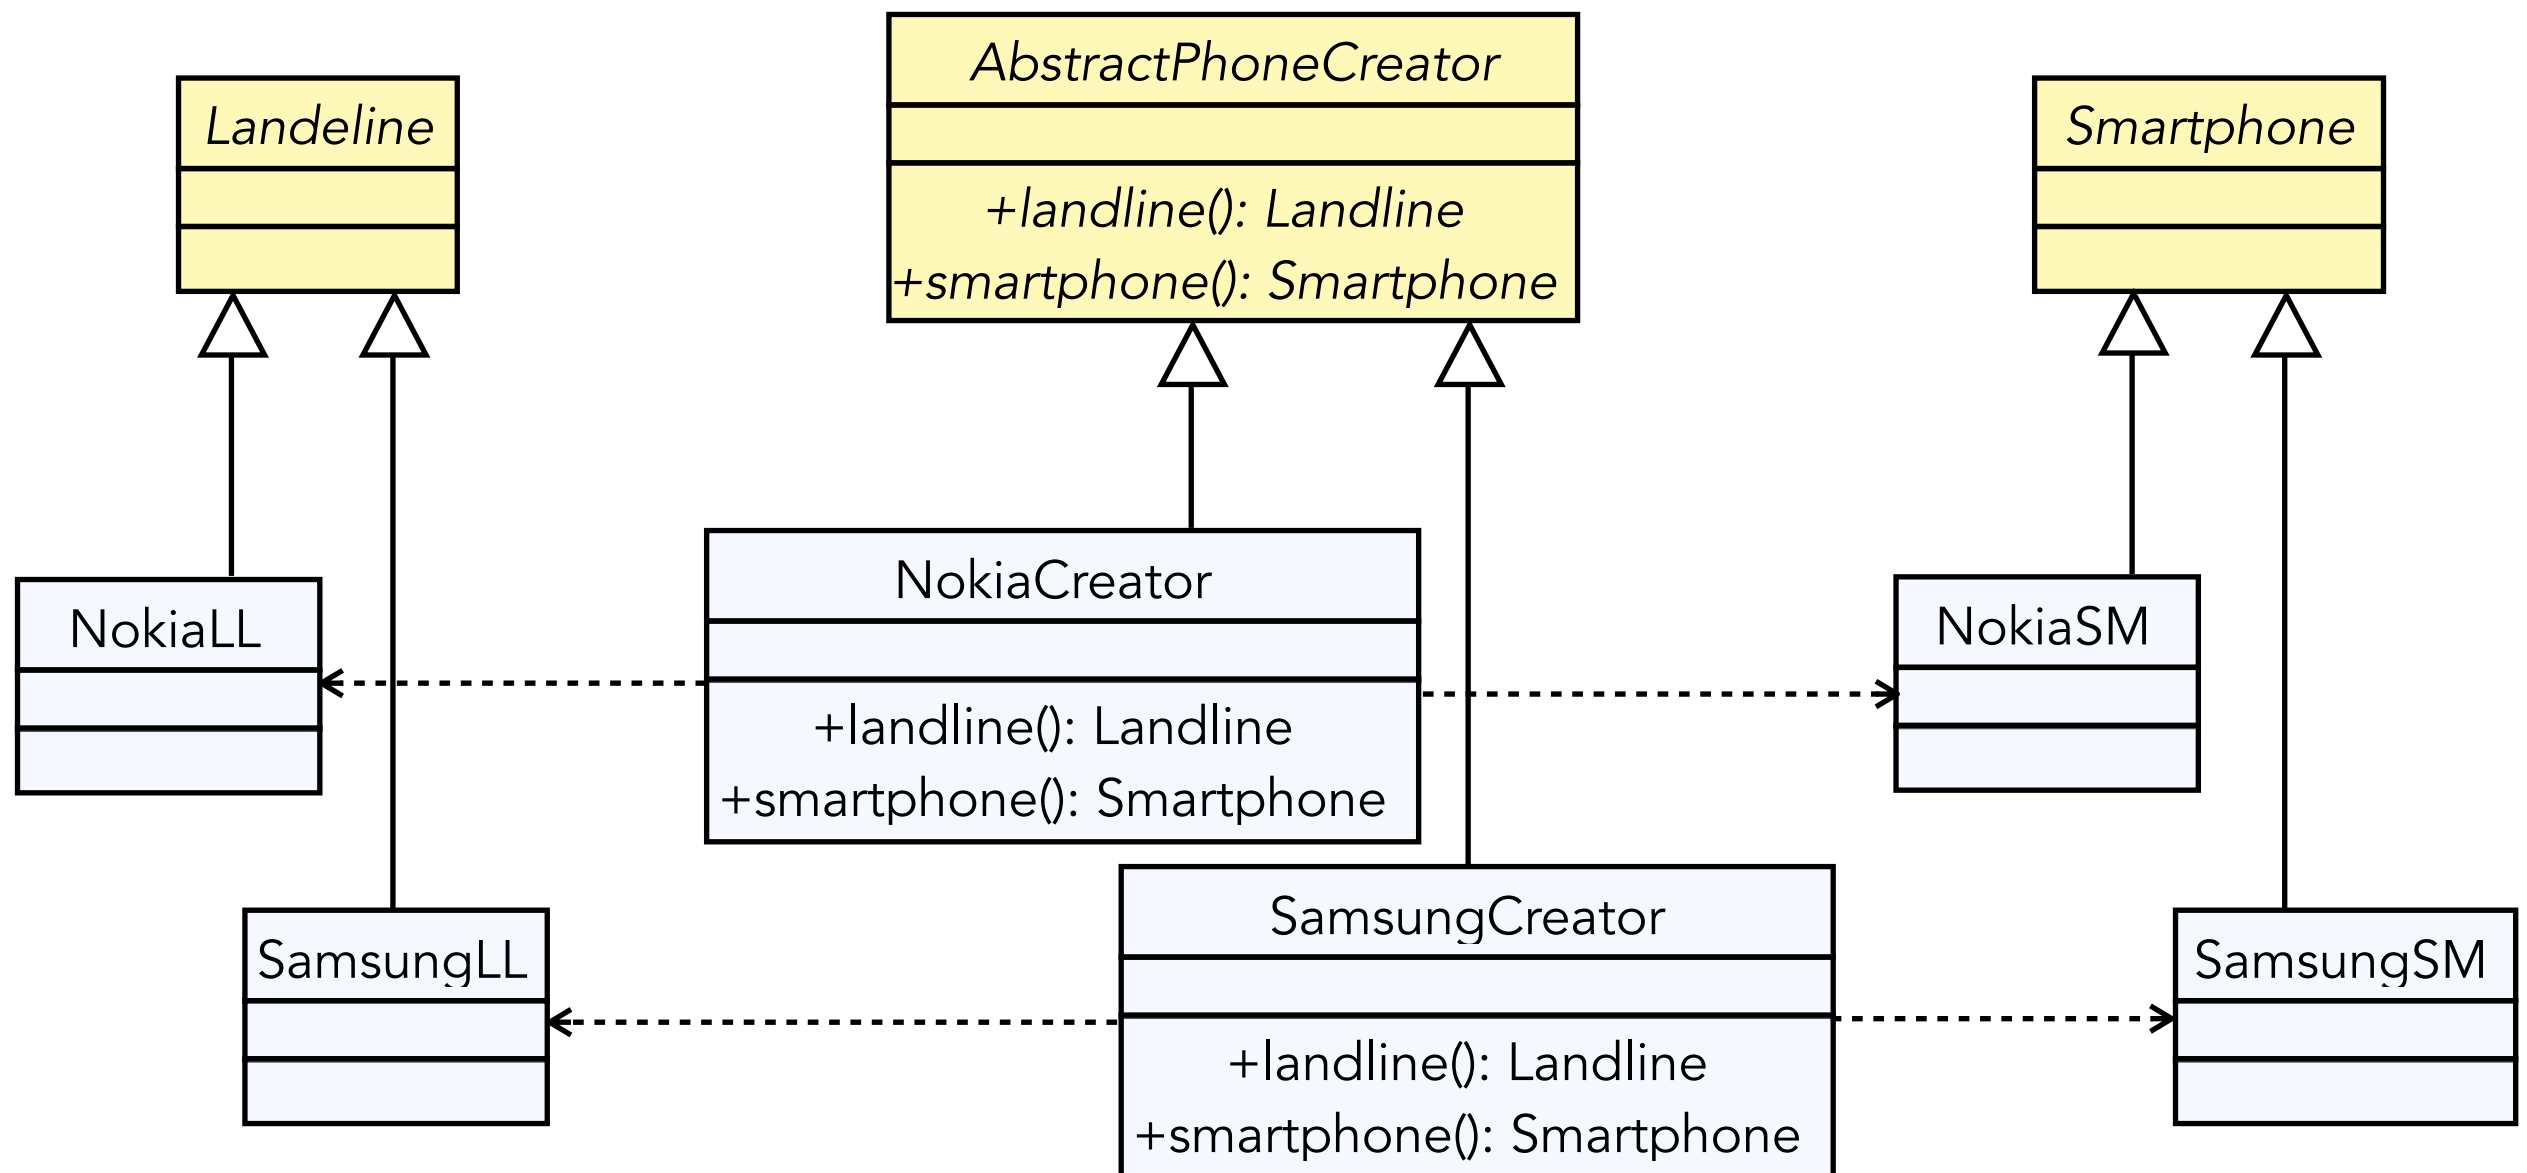 AbstractPhoneCreator
Landeline
Smartphone
+landline(): Landline
+smartphone(): Smartphone
NokiaCreator
NokiaLL
NokiaSM
+landline(): Landline
+smartphone(): Smartphone
SamsungCreator
SamsungLL
SamsungSM
+landline(): Landline
+smartphone(): Smartphone